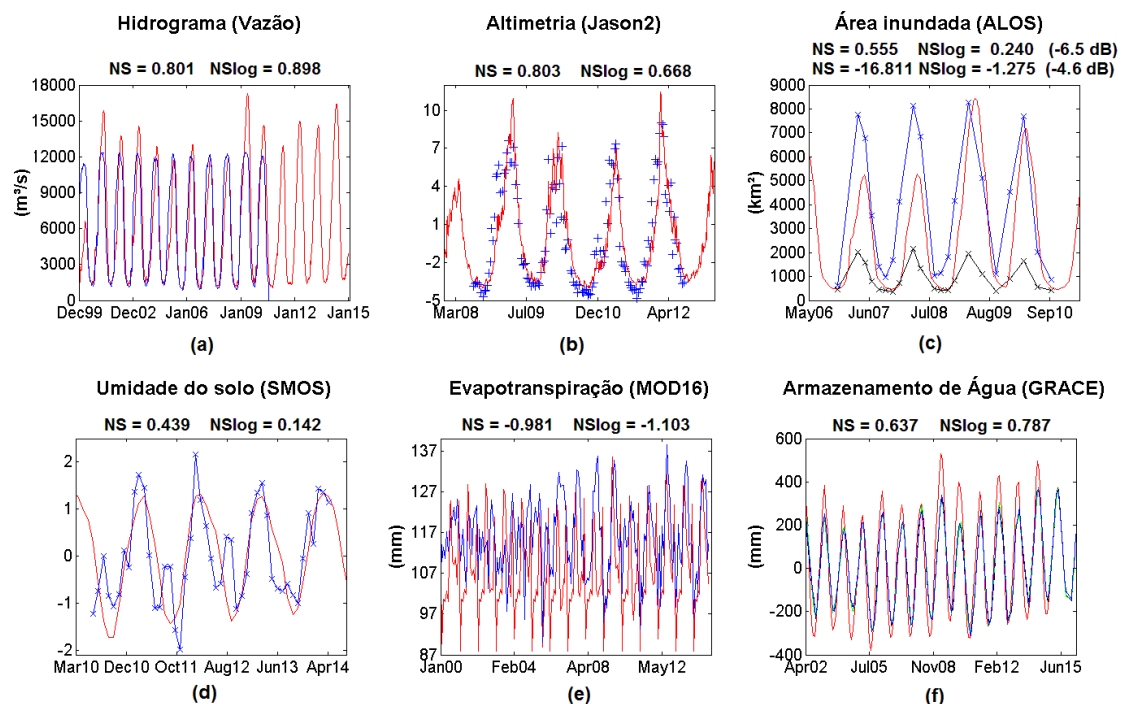 Hidrograma (Vazão)
NS = 0.801 NSlog = 0.898
18000
15000
12000
9000
6000
3000
0
(m³/s)
Dec99 Dec02 Jan06 Jan09 Jan12 Jan15
(a)
Altimetria (Jason2)
NS = 0.803 NSlog = 0.668
10
7
4
1
-2
-5
Mar08 Jul09 Dec10 Apr12
(b)
Área inundada (ALOS)
NS = 0.555 NSlog = 0.240 (-6.5 dB)
NS = -16.811 NSlog = -1.275 (-4.6 dB)
9000
8000
7000
6000
5000
4000
3000
2000
1000
0
(km²)
May06 Jun07 Jul08 Aug09 Sep10
(c)
Umidade do solo (SMOS)
NS = 0.439 NSlog = 0.142
2
1
0
-1
-2
Mar10 Dec10 Oct11 Aug12 Jun13 Apr14
(d)
Evapotranspiração (MOD16)
NS = -0.981 NSlog = -1.103
137
127
117
107
97
87
(mm)
Jan00 Feb04 Apr08 May12
(e)
Armazenamento de Água (GRACE)
NS = 0.637 NSlog = 0.787
600
400
200
0
-200
-400
(mm)
Apr02 Jul05 Nov08 Feb12 Jun15
(f)